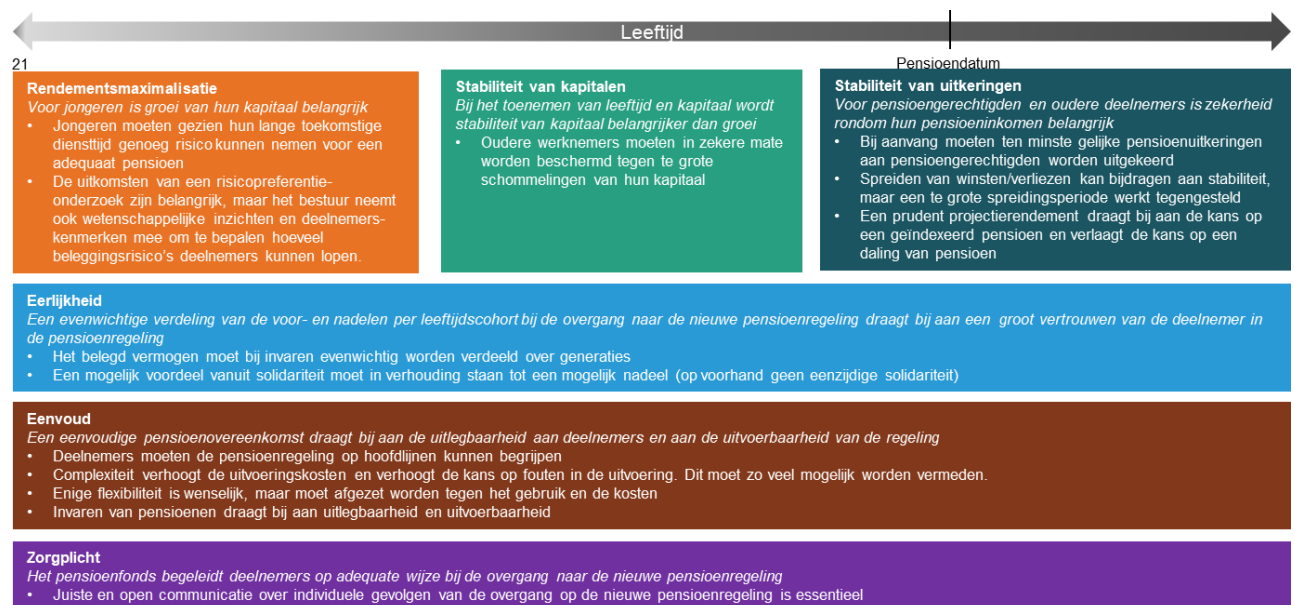 Leeftijd
21
Pensioendatum
Rendementsmaximalisatie
Voor jongeren is groei van hun kapitaal belangrijk
• Jongeren moeten gezien hun lange toekomstige
diensttijd genoeg risico kunnen nemen voor een
adequaat pensioen
• De uitkomsten van een risicopreferentie-
onderzoek zijn belangrijk, maar het bestuur neemt
ook wetenschappelijke inzichten en deelnemers-
kenmerken mee om te bepalen hoeveel
beleggingsrisico’s deelnemers kunnen lopen.
Stabiliteit van kapitalen
Bij het toenemen van leeftijd en kapitaal wordt
stabiliteit van kapitaal belangrijker dan groei
• Oudere werknemers moeten in zekere mate
worden beschermd tegen te grote
schommelingen van hun kapitaal
Stabiliteit van uitkeringen
Voor pensioengerechtigden en oudere deelnemers is zekerheid
rondom hun pensioeninkomen belangrijk
• Bij aanvang moeten ten minste gelijke pensioenuitkeringen
aan pensioengerechtigden worden uitgekeerd
• Spreiden van winsten/verliezen kan bijdragen aan stabiliteit,
maar een te grote spreidingsperiode werkt tegengesteld
• Een prudent projectierendement draagt bij aan de kans op
een geïndexeerd pensioen en verlaagt de kans op een
daling van pensioen
Eerlijkheid
Een evenwichtige verdeling van de voor- en nadelen per leeftijdscohort bij de overgang naar de nieuwe pensioenregeling draagt bij aan een groot vertrouwen van de deelnemer in
de pensioenregeling
• Het belegd vermogen moet bij invaren evenwichtig worden verdeeld over generaties
• Een mogelijk voordeel vanuit solidariteit moet in verhouding staan tot een mogelijk nadeel (op voorhand geen eenzijdige solidariteit)
Eenvoud
Een eenvoudige pensioenovereenkomst draagt bij aan de uitlegbaarheid aan deelnemers en aan de uitvoerbaarheid van de regeling
• Deelnemers moeten de pensioenregeling op hoofdlijnen kunnen begrijpen
• Complexiteit verhoogt de uitvoeringskosten en verhoogt de kans op fouten in de uitvoering. Dit moet zo veel mogelijk worden vermeden.
• Enige flexibiliteit is wenselijk, maar moet afgezet worden tegen het gebruik en de kosten
• Invaren van pensioenen draagt bij aan uitlegbaarheid en uitvoerbaarheid
Zorgplicht
Het pensioenfonds begeleidt deelnemers op adequate wijze bij de overgang naar de nieuwe pensioenregeling
• Juiste en open communicatie over individuele gevolgen van de overgang op de nieuwe pensioenregeling is essentieel